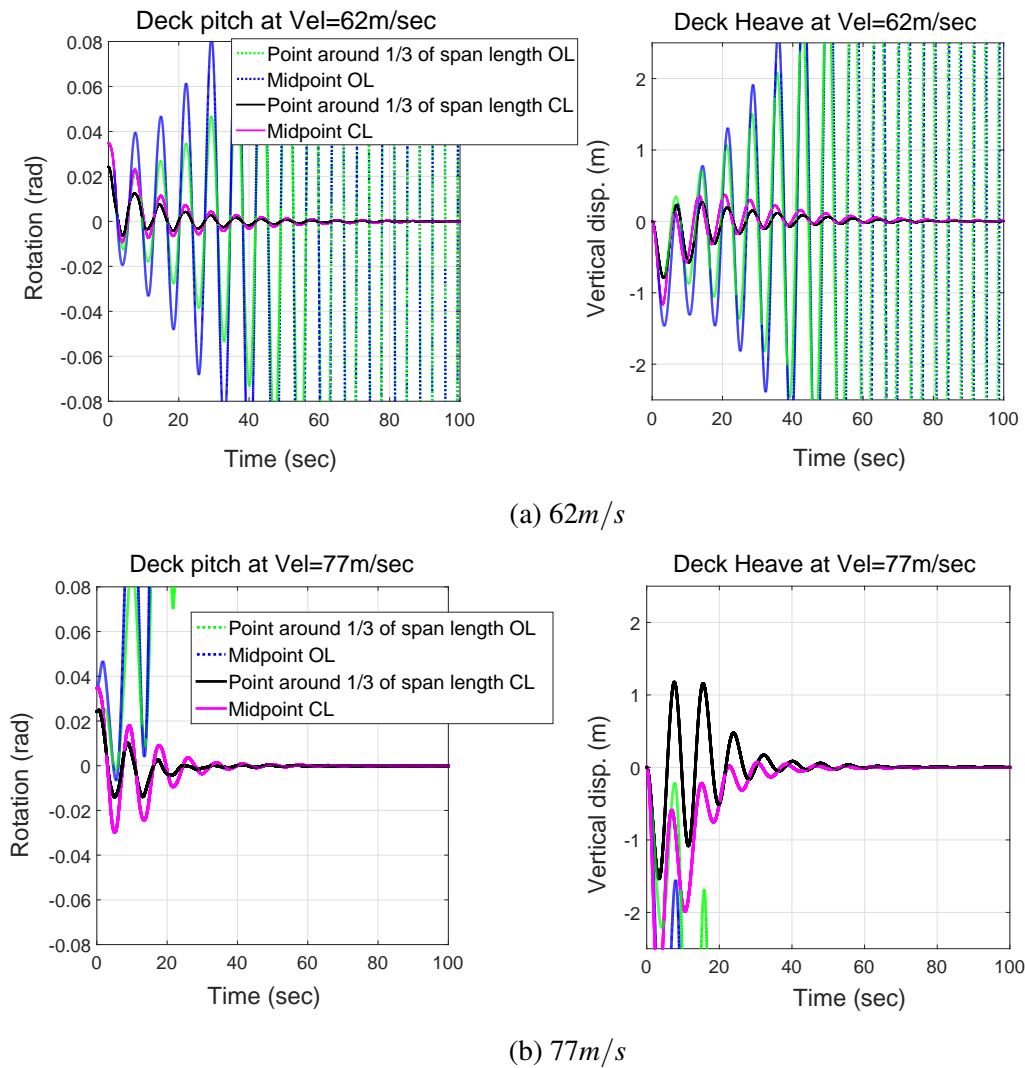 Deck pitch at Vel=62m/sec
0.08
0.06
0.04
0.02
0
-0.02
-0.04
-0.06
-0.08
Rotation (rad)
0 20 40 60 80 100
Time (sec)
Point around 1/3 of span length OL
Midpoint OL
Point around 1/3 of span length CL
Midpoint CL
Deck Heave at Vel=62m/sec
2
1
0
-1
-2
Vertical disp. (m)
0 20 40 60 80 100
Time (sec)
(a) 62m/s
Deck pitch at Vel=77m/sec
0.08
0.06
0.04
0.02
0
-0.02
-0.04
-0.06
-0.08
Rotation (rad)
0 20 40 60 80 100
Time (sec)
Point around 1/3 of span length OL
Midpoint OL
Point around 1/3 of span length CL
Midpoint CL
Deck Heave at Vel=77m/sec
2
1
0
-1
-2
Vertical disp. (m)
0 20 40 60 80 100
Time (sec)
(b) 77m/s